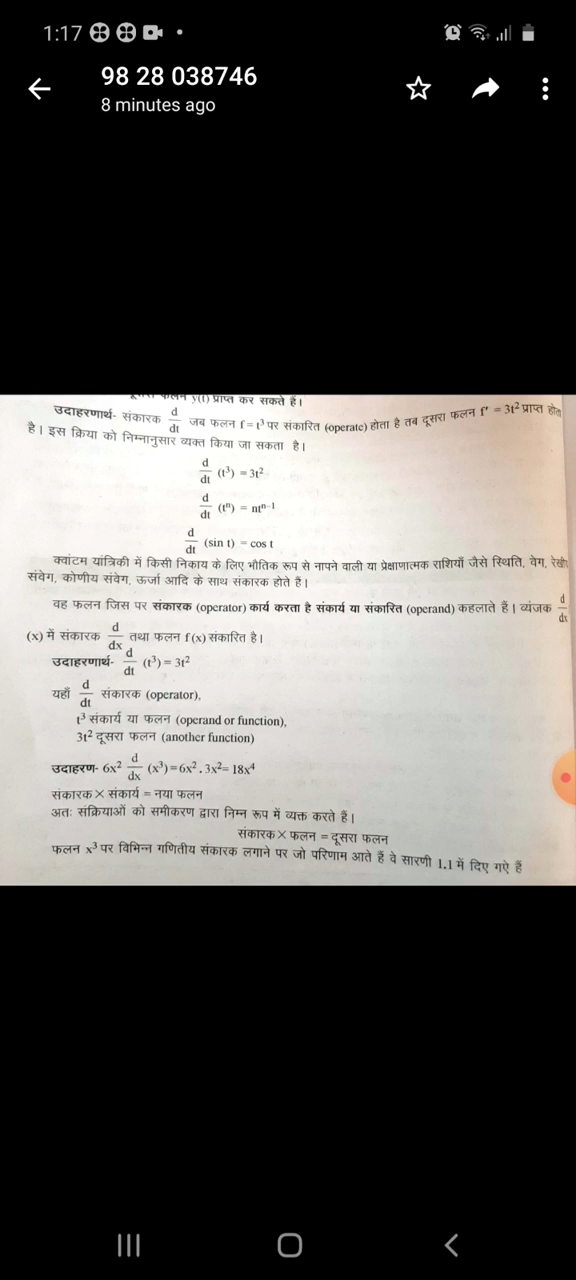 1:17
98 28 038746
8 minutes ago
फलन y(t) प्राप्त कर सकते हैं।
उदाहरणार्थ- संकारक d/dt जब फलन f = t³ पर संकारित (operate) होता है तब दूसरा फलन f' = 3t² प्राप्त होता
है। इस क्रिया को निम्नानुसार व्यक्त किया जा सकता है।
d/dt (t³) = 3t²
d/dt (tⁿ) = ntⁿ⁻¹
d/dt (sin t) = cos t
क्वांटम यांत्रिकी में किसी निकाय के लिए भौतिक रूप से नापने वाली या प्रेक्षाणात्मक राशियाँ जैसे स्थिति, वेग, रेखीय
संवेग, कोणीय संवेग, ऊर्जा आदि के साथ संकारक होते हैं।
वह फलन जिस पर संकारक (operator) कार्य करता है संकार्य या संकारित (operand) कहलाते हैं। व्यंजक d/dx
(x) में संकारक d/dx तथा फलन f(x) संकारित है।
उदाहरणार्थ- d/dt (t³) = 3t²
यहाँ d/dt संकारक (operator),
t³ संकार्य या फलन (operand or function),
3t² दूसरा फलन (another function)
उदाहरण- 6x² d/dx (x³)=6x².3x²= 18x⁴
संकारक × संकार्य = नया फलन
अतः संक्रियाओं को समीकरण द्वारा निम्न रूप में व्यक्त करते हैं।
संकारक × फलन = दूसरा फलन
फलन x³ पर विभिन्न गणितीय संकारक लगाने पर जो परिणाम आते हैं वे सारणी 1.1 में दिए गऐ हैं